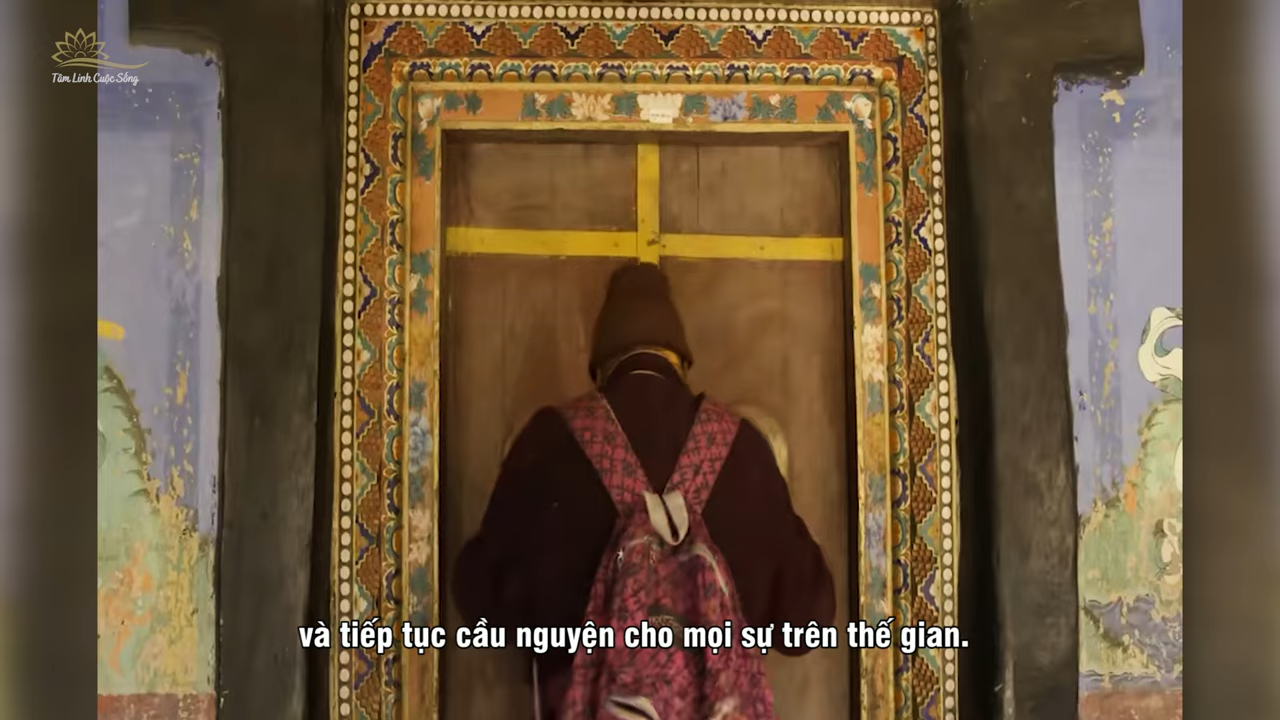 Tâm Linh Cuộc Sống
và tiếp tục cầu nguyện cho mọi sự trên thế gian.